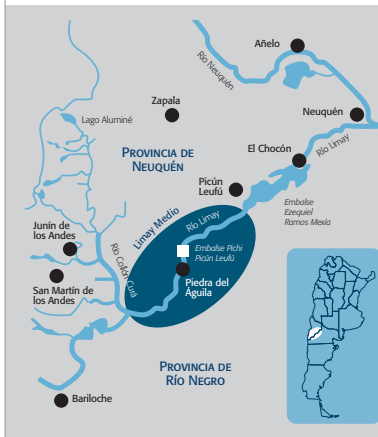 Añelo
Río Neuquén
Zapala
Lago Aluminé
Neuquén
PROVINCIA DE
NEUQUÉN
El Chocón
Río Limay
Picún
Leufú
Limay Medio
Río Limay
Embalse
Ezequiel
Ramos Mexía
Junín de
los Andes
Río Collón Curá
Embalse Pichi
Picún Leufú
San Martín de
los Andes
Piedra del
Águila
PROVINCIA DE
RÍO NEGRO
Bariloche